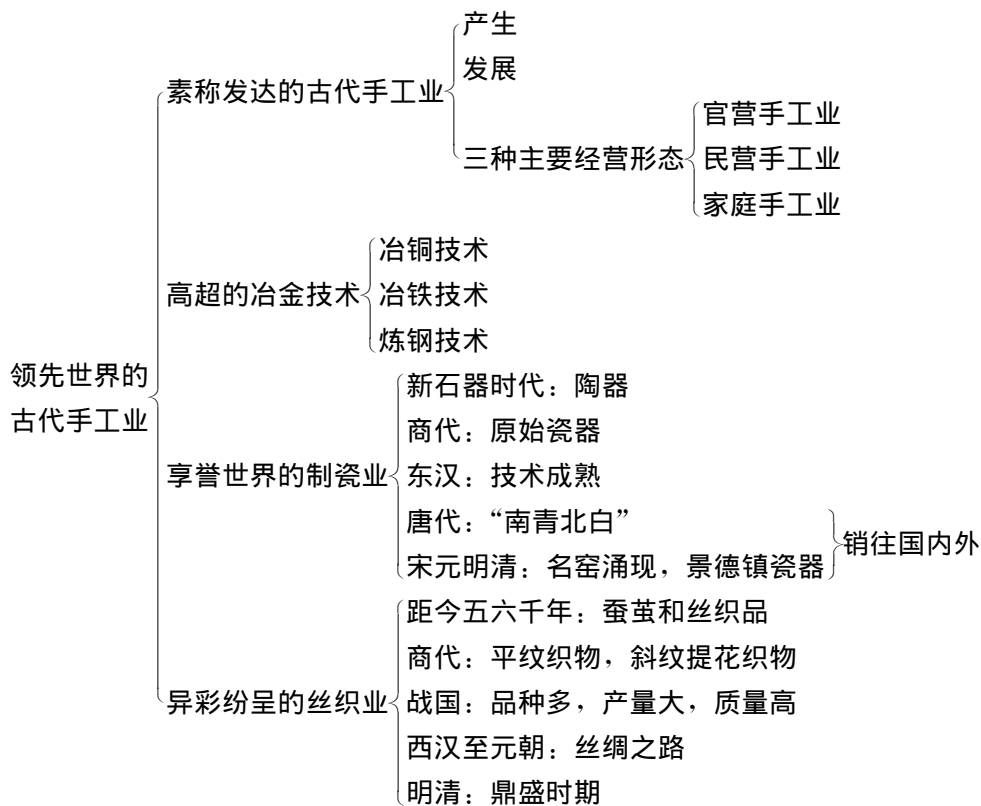 领先世界的
古代手工业
素称发达的古代手工业
产生
发展
三种主要经营形态
官营手工业
民营手工业
家庭手工业
高超的冶金技术
冶铜技术
冶铁技术
炼钢技术
享誉世界的制瓷业
新石器时代：陶器
商代：原始瓷器
东汉：技术成熟
唐代：“南青北白”
宋元明清：名窑涌现，景德镇瓷器
销往国内外
异彩纷呈的丝织业
距今五六千年：蚕茧和丝织品
商代：平纹织物，斜纹提花织物
战国：品种多，产量大，质量高
西汉至元朝：丝绸之路
明清：鼎盛时期